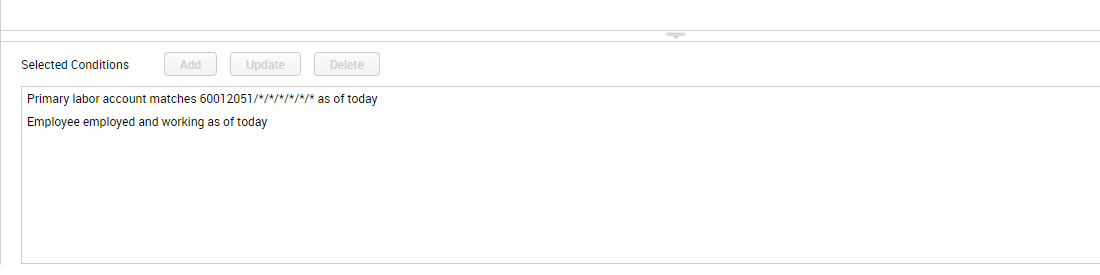 Selected Conditions Add Update Delete
Primary labor account matches 60012051/*/*/*/*/*/* as of today
Employee employed and working as of today